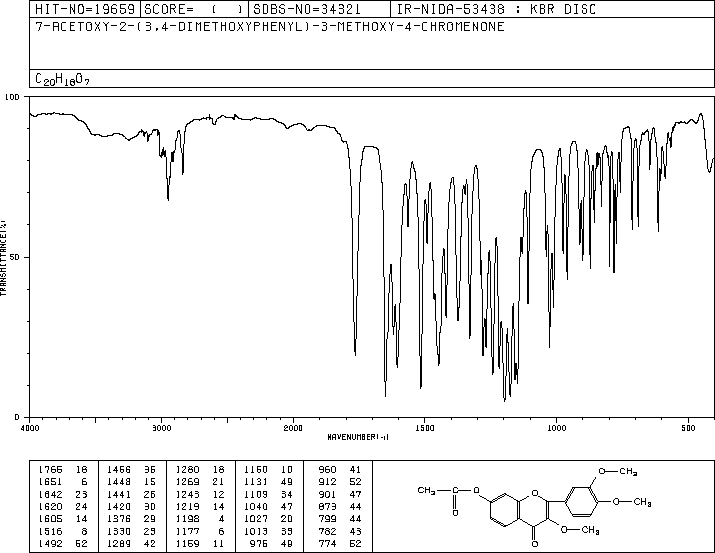 HIT-NO=19659 SCORE= ( ) SDBS-NO=34321 IR-NIDA-53438 : KBR DISC
7-ACETOXY-2-(3,4-DIMETHOXYPHENYL)-3-METHOXY-4-CHROMENONE
C20H18O7
100
50
0
TRANSMITTANCE(%)
4000 3000 2000 1500 1000 500
WAVENUMBER(-1)
1765 18 1466 36 1280 18 1150 10 960 41
1651 6 1448 15 1269 21 1131 49 912 52
1642 23 1441 26 1243 12 1109 34 901 47
1620 24 1420 30 1219 14 1040 47 873 44
1605 14 1376 29 1198 4 1027 20 799 44
1516 8 1330 23 1177 6 1013 39 782 43
1492 52 1289 42 1159 11 976 49 774 52
O—CH3
CH3—C—O O O—CH3
O O—CH3
O